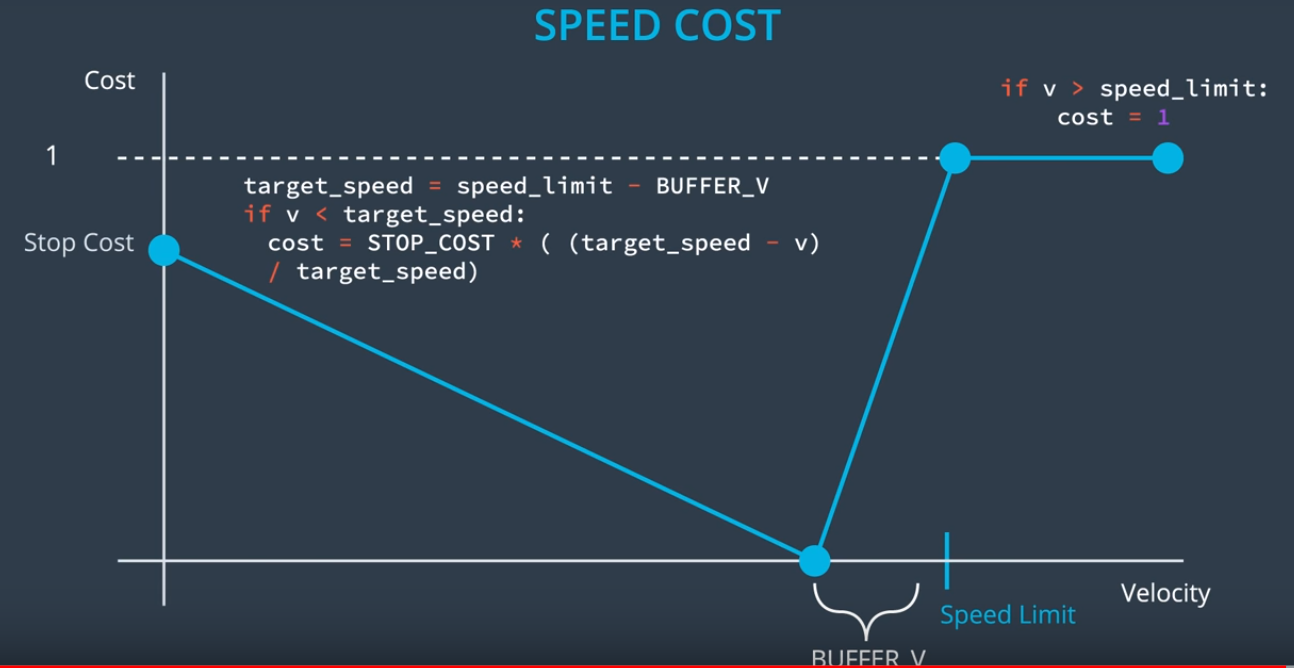 SPEED COST
Cost
if v > speed_limit:
cost = 1
1
target_speed = speed_limit - BUFFER_V
if v < target_speed:
cost = STOP_COST * ( (target_speed - v)
/ target_speed)
Stop Cost
Velocity
Speed Limit
BUFFER_V